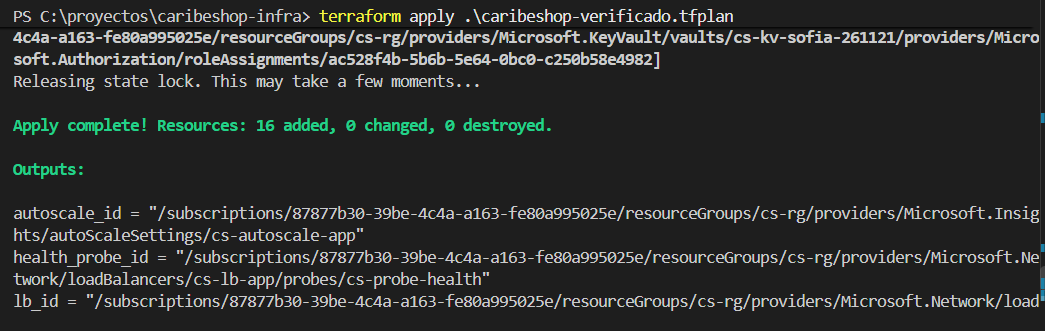 PS C:\proyectos\caribeshop-infra> terraform apply .\caribeshop-verificado.tfplan
4c4a-a163-fe80a995025e/resourceGroups/cs-rg/providers/Microsoft.KeyVault/vaults/cs-kv-sofia-261121/providers/Micro
soft.Authorization/roleAssignments/ac528f4b-5b6b-5e64-0bc0-c250b58e4982]
Releasing state lock. This may take a few moments...
Apply complete! Resources: 16 added, 0 changed, 0 destroyed.
Outputs:
autoscale_id = "/subscriptions/87877b30-39be-4c4a-a163-fe80a995025e/resourceGroups/cs-rg/providers/Microsoft.Insig
hts/autoScaleSettings/cs-autoscale-app"
health_probe_id = "/subscriptions/87877b30-39be-4c4a-a163-fe80a995025e/resourceGroups/cs-rg/providers/Microsoft.Ne
twork/loadBalancers/cs-lb-app/probes/cs-probe-health"
lb_id = "/subscriptions/87877b30-39be-4c4a-a163-fe80a995025e/resourceGroups/cs-rg/providers/Microsoft.Network/load